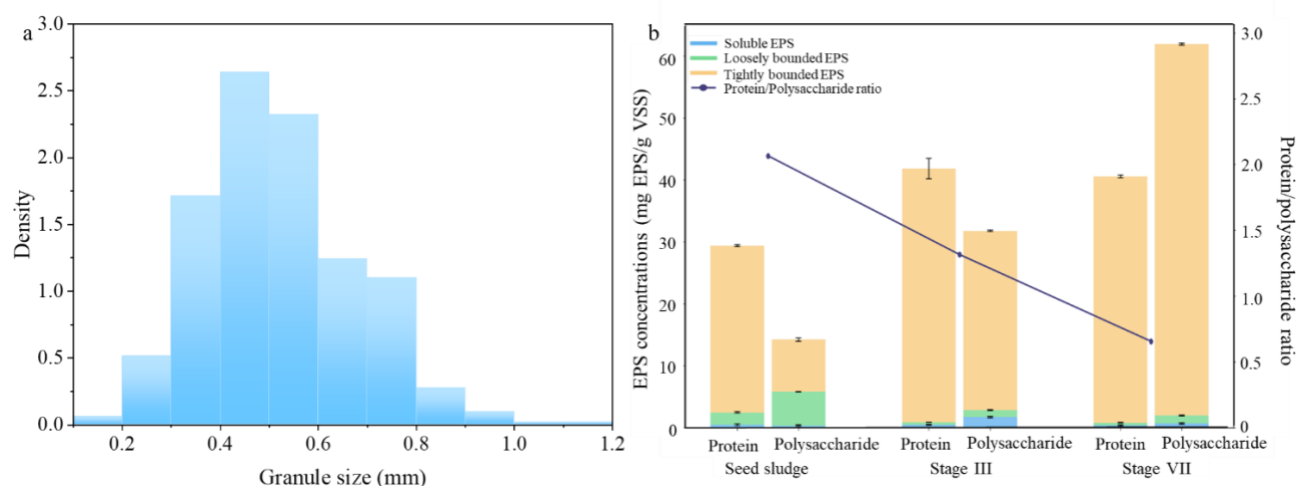 a
3.0
2.5
2.0
1.5
1.0
0.5
0.0
0.2
0.4
0.6
0.8
1.0
1.2
Density
Granule size (mm)
b
Soluble EPS
Loosely bounded EPS
Tightly bounded EPS
Protein/Polysaccharide ratio
60
50
40
30
20
10
0
EPS concentrations (mg EPS/g VSS)
3.0
2.5
2.0
1.5
1.0
0.5
0
Protein/polysaccharide ratio
Protein Polysaccharide Protein Polysaccharide Protein Polysaccharide
Seed sludge Stage III Stage VII